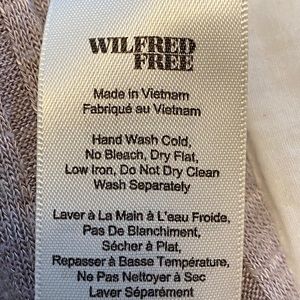 WILFRED
FREE
Made in Vietnam
Fabriqué au Vietnam
Hand Wash Cold,
No Bleach, Dry Flat,
Low Iron, Do Not Dry Clean
Wash Separately
Laver à La Main à L'eau Froide,
Pas De Blanchiment,
Sécher à Plat,
Repasser à Basse Température,
Ne Pas Nettoyer à Sec
Laver Séparément